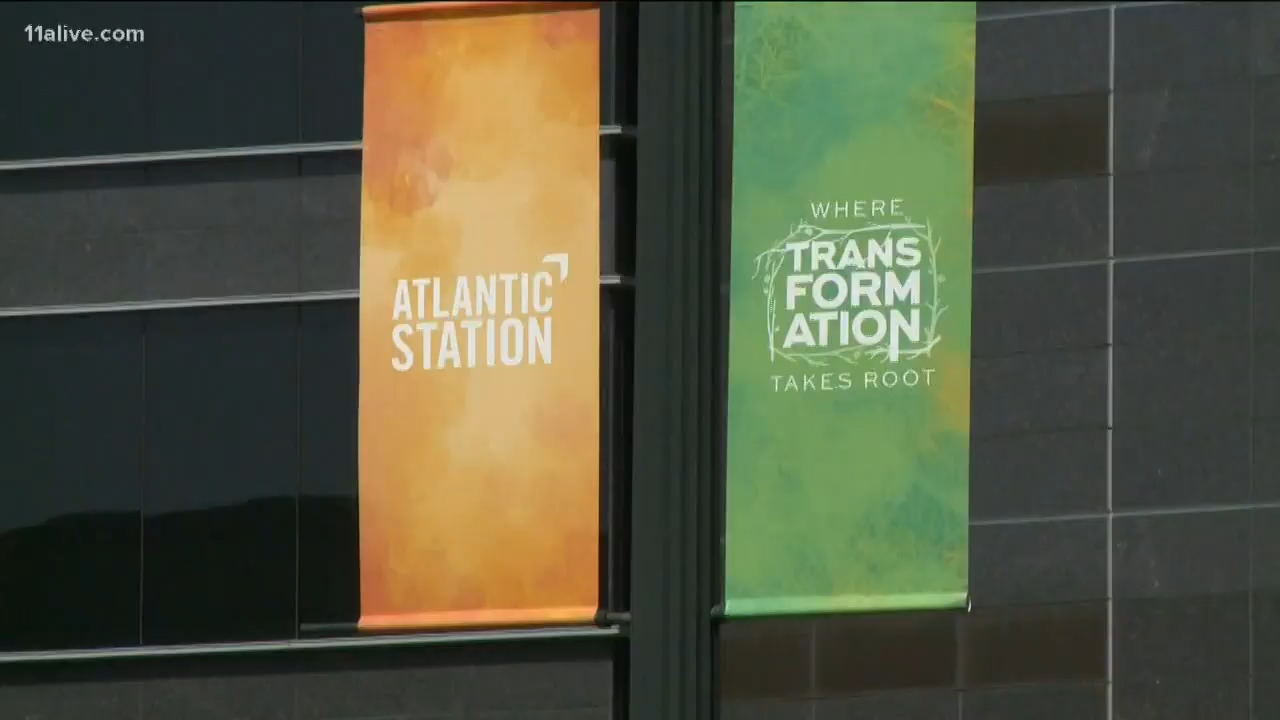 11alive.com
ATLANTIC
STATION
WHERE
TRANS
FORM
ATION
TAKES ROOT